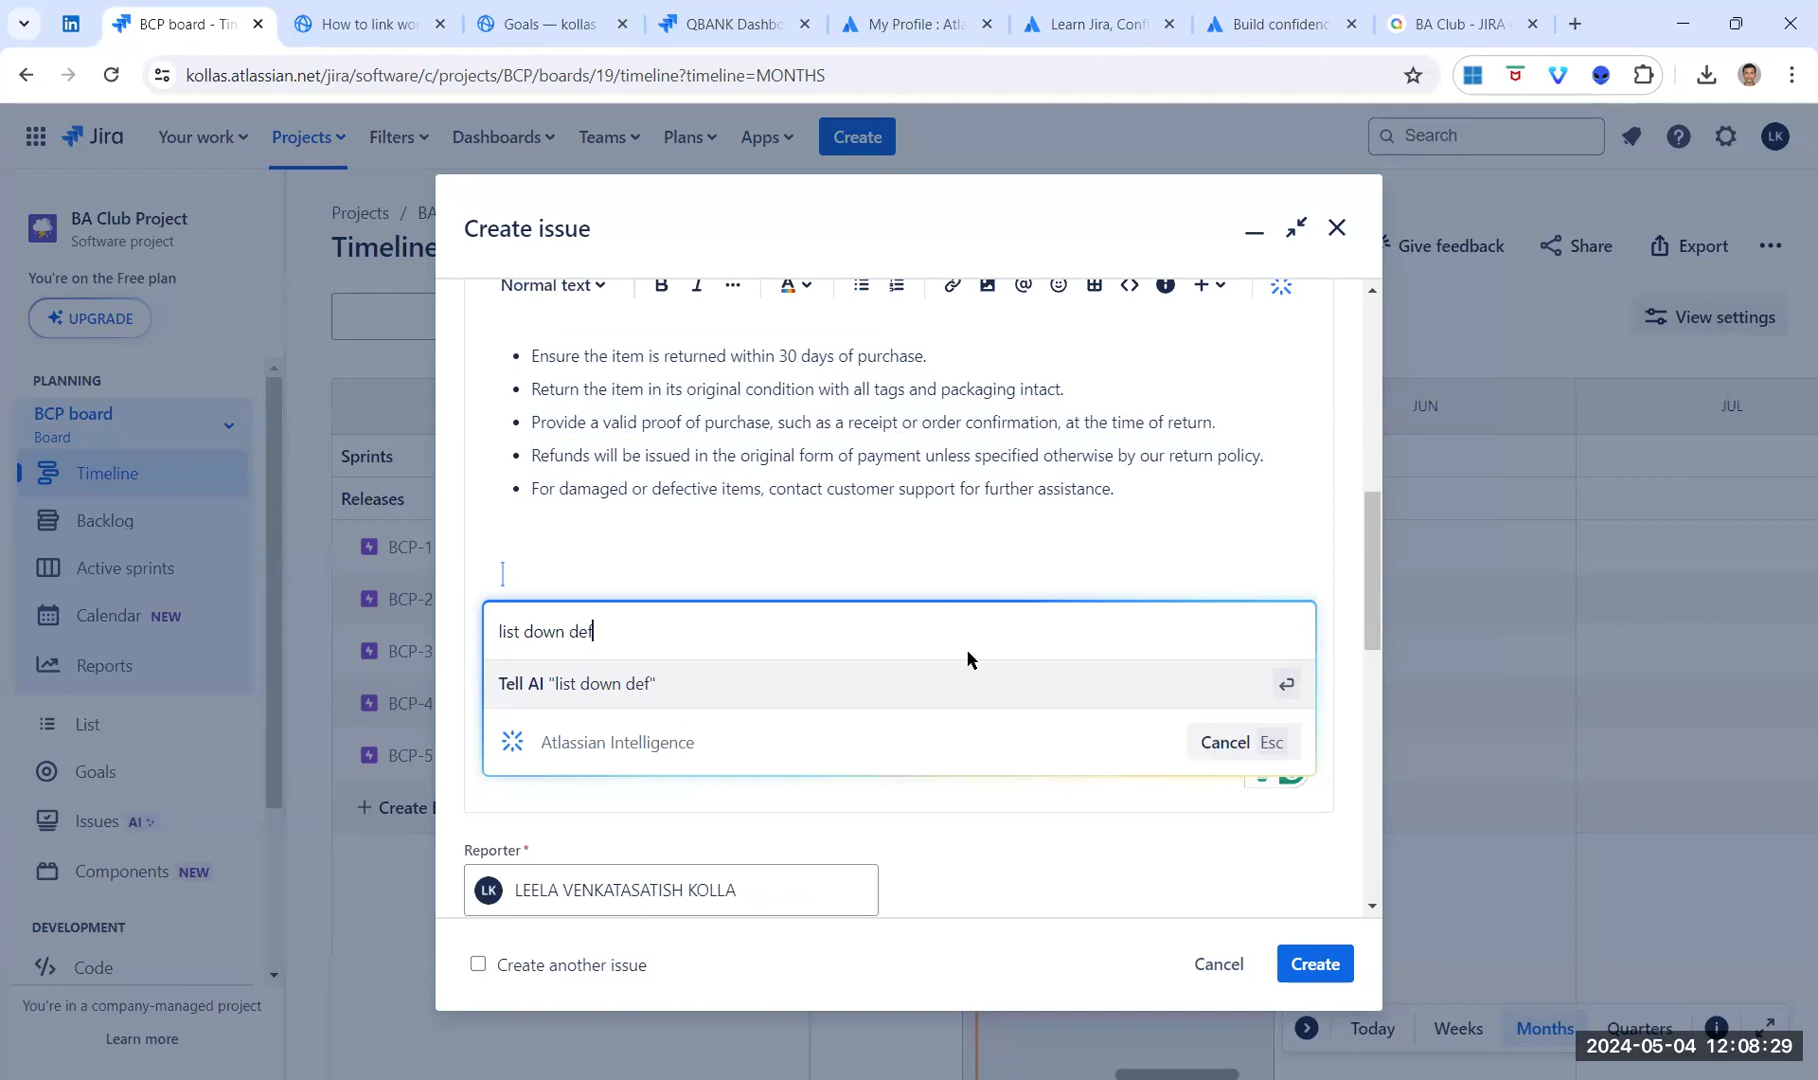 BCP board - Tin
How to link wo
Goals — kollas
QBANK Dashbo
My Profile : Atla
Learn Jira, Confl
Build confidenc
BA Club - JIRA
kollas.atlassian.net/jira/software/c/projects/BCP/boards/19/timeline?timeline=MONTHS
Jira
Your work
Projects
Filters
Dashboards
Teams
Plans
Apps
Create
Search
LK
BA Club Project
Software project
You're on the Free plan
UPGRADE
PLANNING
BCP board
Board
Timeline
Backlog
Active sprints
Calendar NEW
Reports
List
Goals
Issues AI
Components NEW
DEVELOPMENT
Code
You're in a company-managed project
Learn more
Projects / BA
Timeline
Give feedback
Share
Export
View settings
JUN
JUL
Sprints
Releases
BCP-1
BCP-2
BCP-3
BCP-4
BCP-5
+ Create E
Create issue
Normal text
B
I
A
• Ensure the item is returned within 30 days of purchase.
• Return the item in its original condition with all tags and packaging intact.
• Provide a valid proof of purchase, such as a receipt or order confirmation, at the time of return.
• Refunds will be issued in the original form of payment unless specified otherwise by our return policy.
• For damaged or defective items, contact customer support for further assistance.
list down def
Tell AI "list down def"
Atlassian Intelligence
Cancel Esc
Reporter *
LK LEELA VENKATASATISH KOLLA
Create another issue
Cancel
Create
Today
Weeks
Months
Quarters
2024-05-04 12:08:29